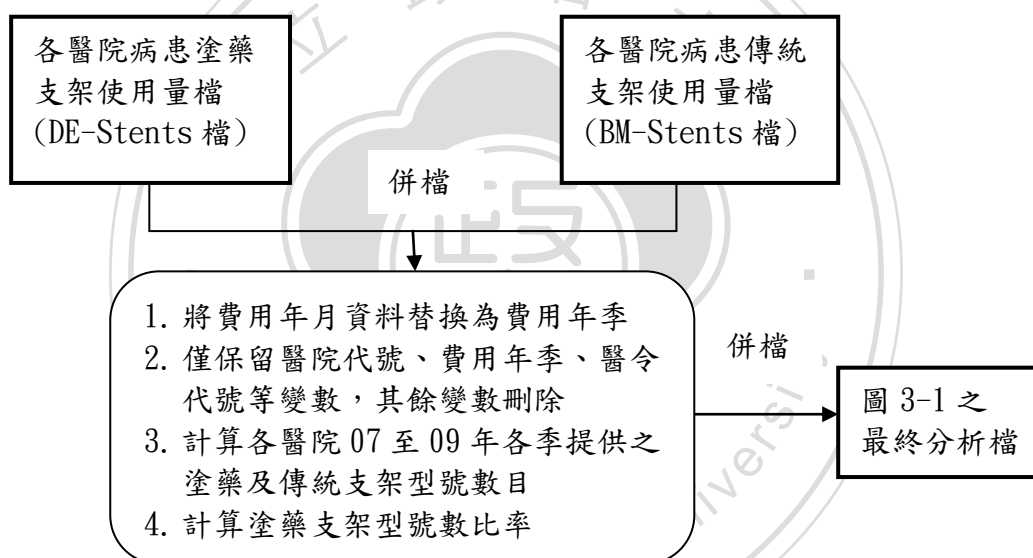 各醫院病患塗藥
支架使用量檔
(DE-Stents 檔)
各醫院病患傳統
支架使用量檔
(BM-Stents 檔)
併檔
1. 將費用年月資料替換為費用年季
2. 僅保留醫院代號、費用年季、醫令
代號等變數，其餘變數刪除
3. 計算各醫院 07 至 09 年各季提供之
塗藥及傳統支架型號數目
4. 計算塗藥支架型號數比率
併檔
圖 3-1 之
最終分析檔